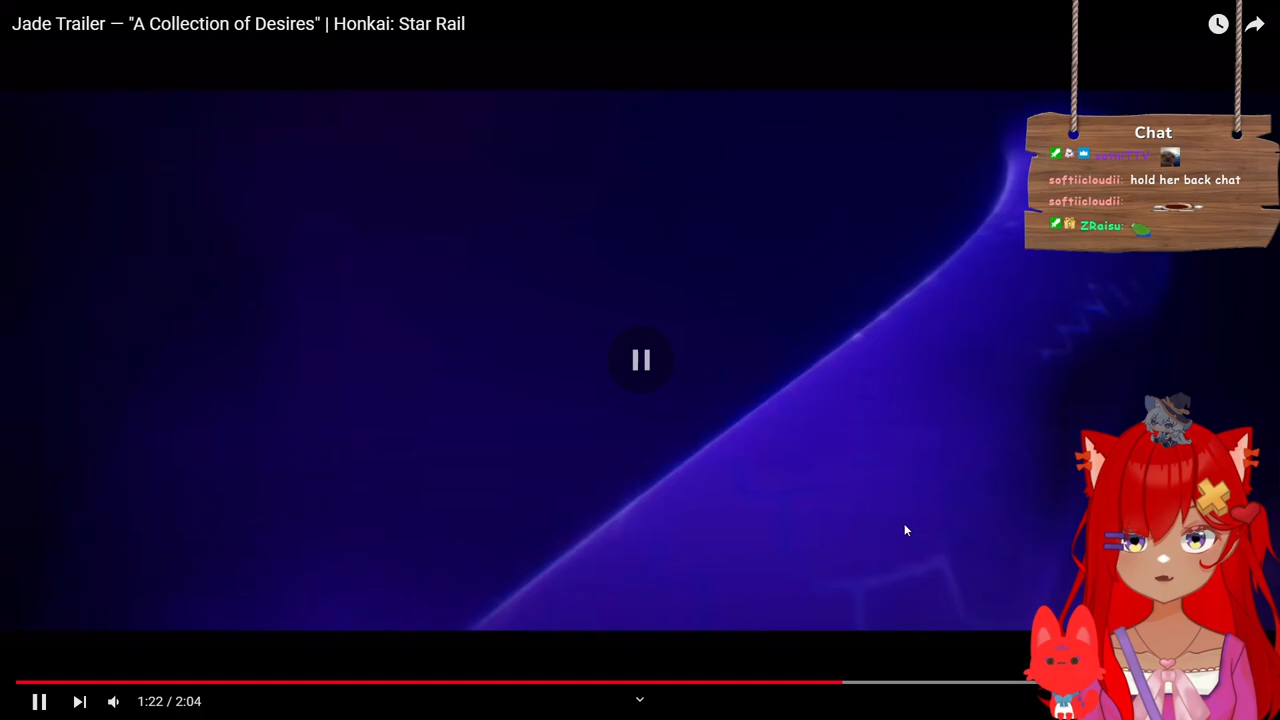 Jade Trailer — "A Collection of Desires" | Honkai: Star Rail
Chat
softiicloudii: hold her back chat
softiicloudii:
ZRaisu:
1:22 / 2:04